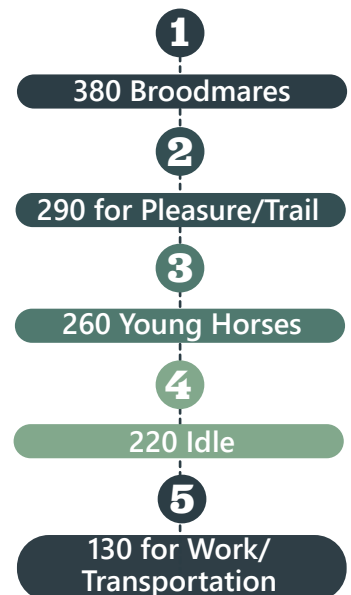 1
380 Broodmares
2
290 for Pleasure/Trail
3
260 Young Horses
4
220 Idle
5
130 for Work/
Transportation